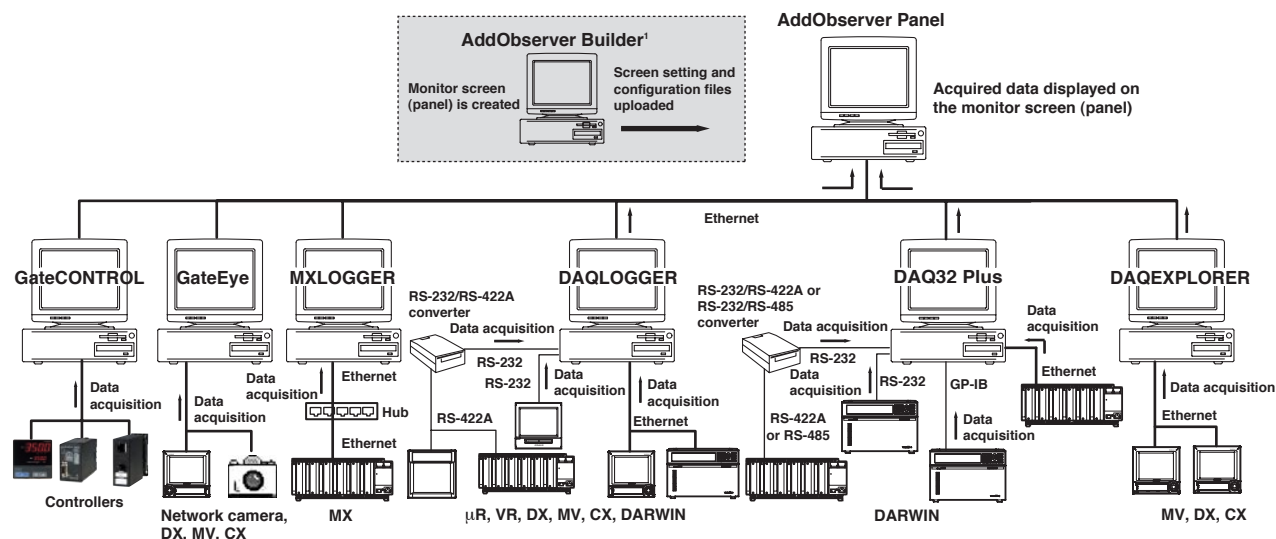 AddObserver Panel
AddObserver Builder¹
Monitor screen
(panel) is created
Screen setting and
configuration files
uploaded
Acquired data displayed on
the monitor screen (panel)
Ethernet
GateCONTROL
GateEye
MXLOGGER
DAQLOGGER
DAQ32 Plus
DAQEXPLORER
RS-232/RS-422A
converter
Data acquisition
RS-232
RS-232
Data
acquisition
RS-422A
Data
acquisition
Ethernet
RS-232/RS-422A or
RS-232/RS-485
converter
Data acquisition
RS-232
Data
acquisition
RS-232
RS-422A
or RS-485
GP-IB
Data
acquisition
Data
acquisition
Ethernet
Data acquisition
Ethernet
Data
acquisition
Data
acquisition
Data
acquisition
Ethernet
Hub
Ethernet
Controllers
Network camera,
DX, MV, CX
MX
μR, VR, DX, MV, CX, DARWIN
DARWIN
MV, DX, CX